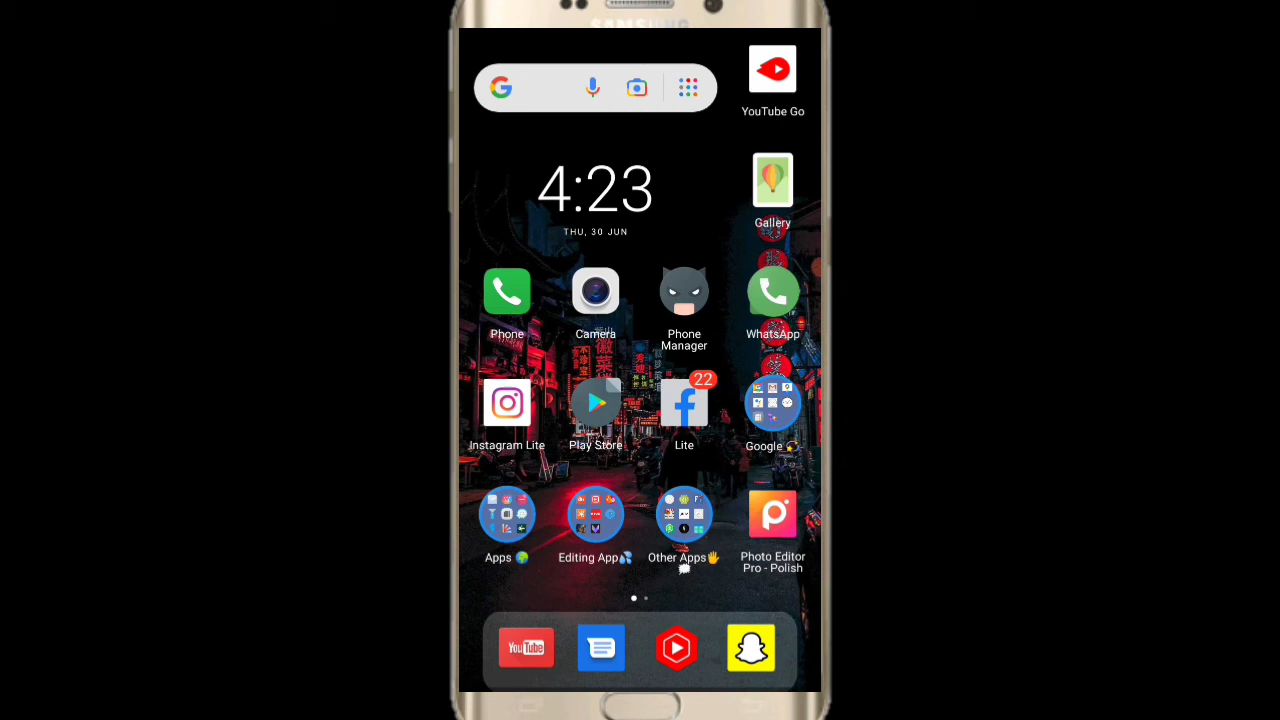 SAMSUNG
YouTube Go
4:23
THU, 30 JUN
Gallery
Phone
Camera
Phone
Manager
WhatsApp
22
Instagram Lite
Play Store
Lite
Google 💫
Apps 🌍
Editing App💦
Other Apps🖐
💭
Photo Editor
Pro - Polish
YouTube